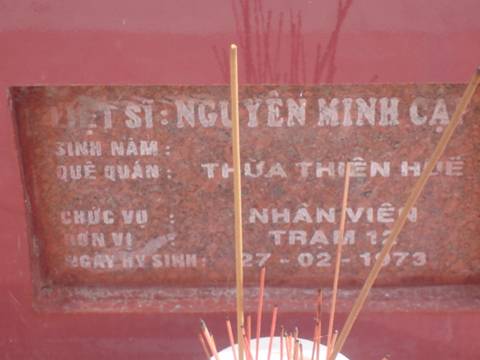 LIỆT SĨ: NGUYỄN MINH
SINH NĂM :
QUÊ QUÁN : THỪA THIÊN HUẾ
CHỨC VỤ : NHÂN VIÊN
ĐƠN VỊ : TRẠM 12
NGÀY HY SINH: 27 - 02 - 1973